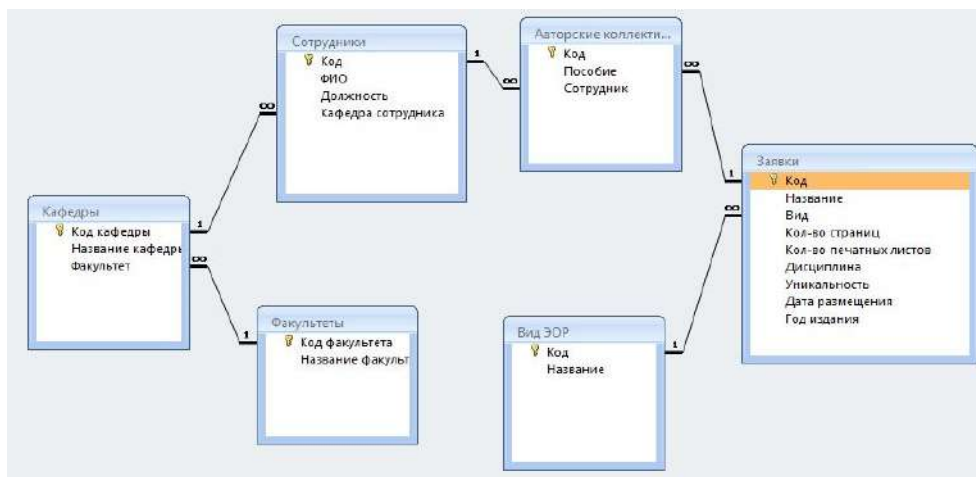 Сотрудники
Код
ФИО
Должность
Кафедра сотрудника
Авторские коллекти...
Код
Пособие
Сотрудник
Заявки
Код
Название
Вид
Кол-во страниц
Кол-во печатных листов
Дисциплина
Уникальность
Дата размещения
Год издания
Кафедры
Код кафедры
Название кафедры
Факультет
Факультеты
Код факультета
Название факульт
Вид ЭОР
Код
Название
1
∞
∞
1
∞
1
∞
1
∞
1